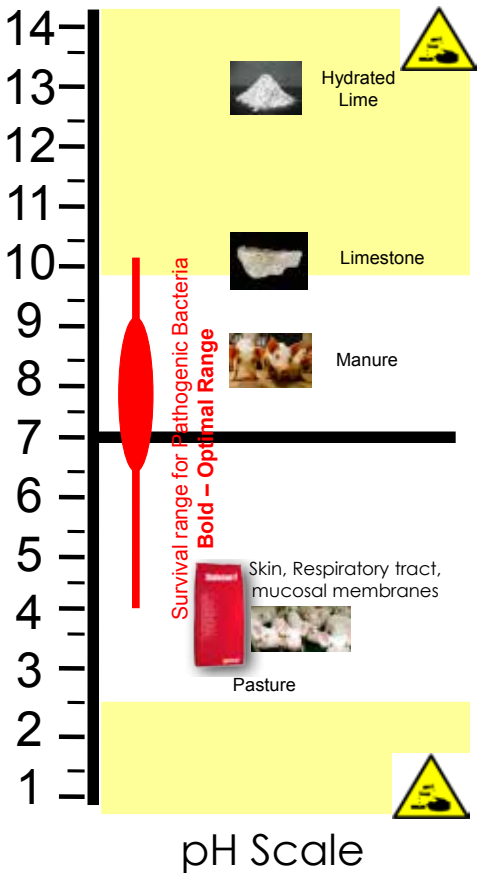 14
13
Hydrated
Lime
12
11
10
Limestone
9
8
Manure
7
6
5
4
3
2
1
Survival range for Pathogenic Bacteria
Bold – Optimal Range
Skin, Respiratory tract,
mucosal membranes
Pasture
pH Scale